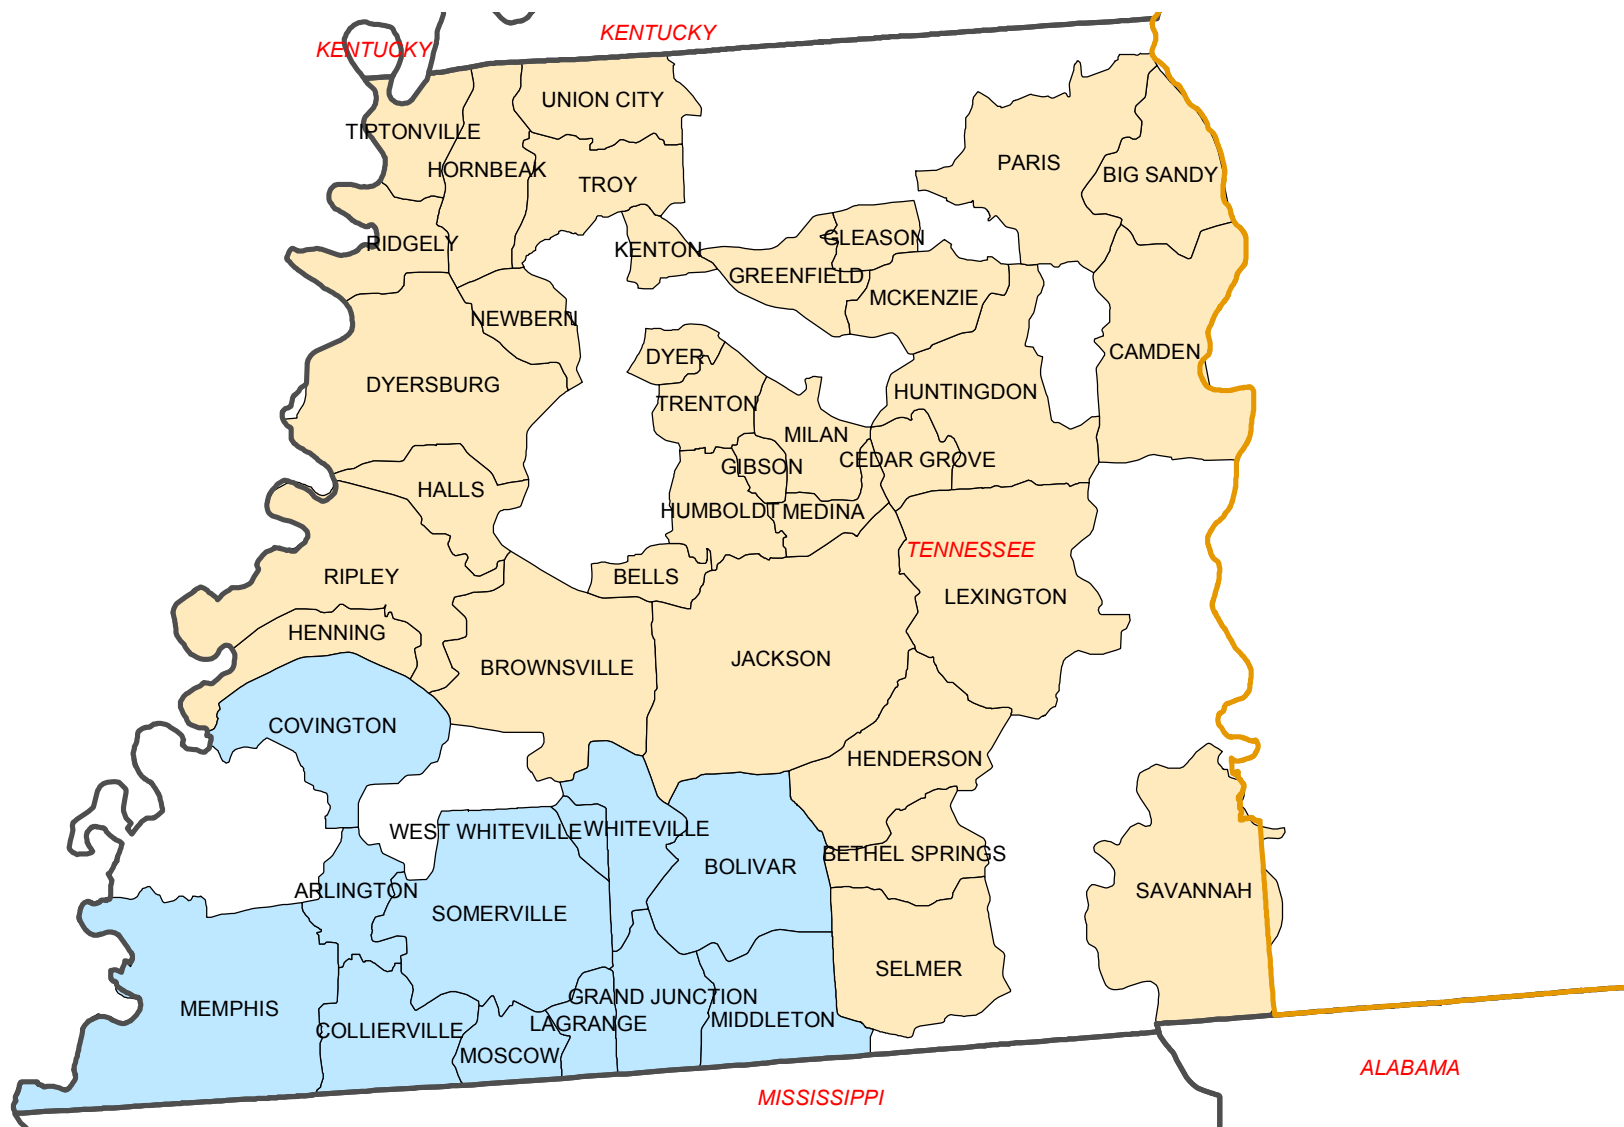 KENTUCKY
KENTUCKY
UNION CITY
TIPTONVILLE
HORNBEAK
TROY
PARIS
BIG SANDY
RIDGELY
KENTON
GLEASON
GREENFIELD
MCKENZIE
NEWBERN
DYER
CAMDEN
DYERSBURG
HUNTINGDON
TRENTON
MILAN
GIBSON
CEDAR GROVE
HALLS
HUMBOLDT
MEDINA
TENNESSEE
RIPLEY
BELLS
LEXINGTON
HENNING
BROWNSVILLE
JACKSON
COVINGTON
HENDERSON
WEST WHITEVILLE
WHITEVILLE
BETHEL SPRINGS
BOLIVAR
ARLINGTON
SAVANNAH
SOMERVILLE
SELMER
GRAND JUNCTION
MEMPHIS
LAGRANGE
MIDDLETON
COLLIERVILLE
MOSCOW
ALABAMA
MISSISSIPPI